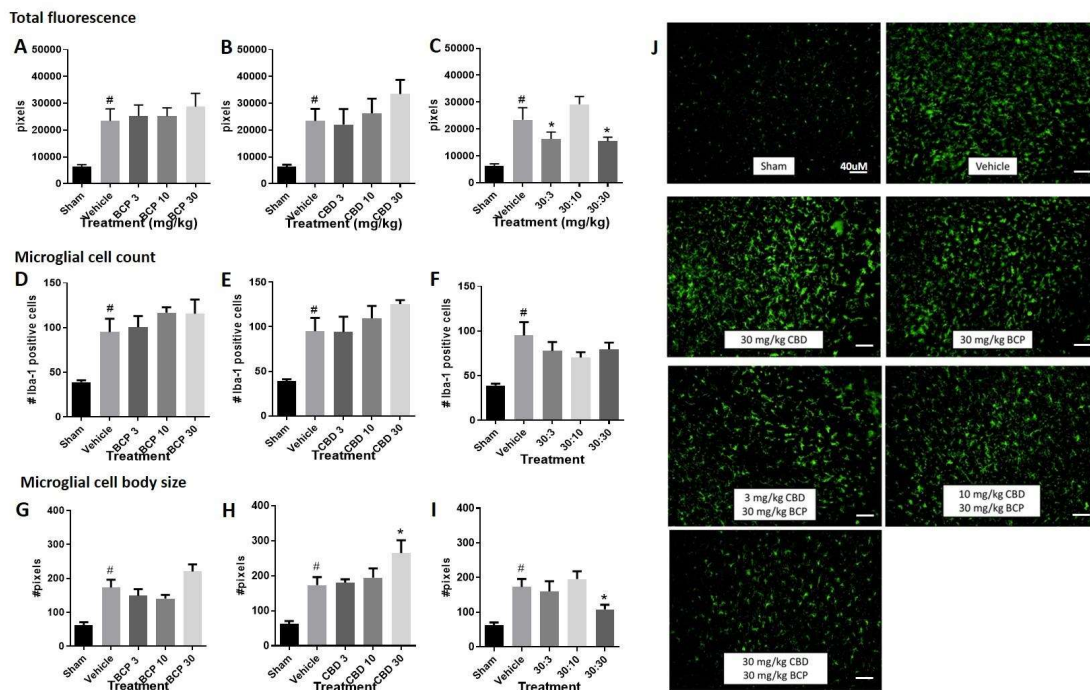 Total fluorescence
A
50000
40000
30000
20000
10000
0
pixels
#
Sham
Vehicle
BCP 3
BCP 10
BCP 30
Treatment (mg/kg)
B
50000
40000
30000
20000
10000
0
pixels
#
Sham
Vehicle
CBD 3
CBD 10
CBD 30
Treatment (mg/kg)
C
50000
40000
30000
20000
10000
0
pixels
#
*
*
Sham
Vehicle
30:3
30:10
30:30
Treatment (mg/kg)
Microglial cell count
D
150
100
50
0
# Iba-1 positive cells
#
Sham
Vehicle
BCP 3
BCP 10
BCP 30
Treatment
E
150
100
50
0
# Iba-1 positive cells
#
Sham
Vehicle
CBD 3
CBD 10
CBD 30
Treatment
F
150
100
50
0
# Iba-1 positive cells
#
Sham
Vehicle
30:3
30:10
30:30
Treatment
Microglial cell body size
G
400
300
200
100
0
#pixels
#
Sham
Vehicle
BCP 3
BCP 10
BCP 30
Treatment
H
400
300
200
100
0
#pixels
#
*
Sham
Vehicle
CBD 3
CBD 10
CBD 30
Treatment
I
400
300
200
100
0
#pixels
#
*
Sham
Vehicle
30:3
30:10
30:30
Treatment
J
Sham
40uM
Vehicle
30 mg/kg CBD
30 mg/kg BCP
3 mg/kg CBD
30 mg/kg BCP
10 mg/kg CBD
30 mg/kg BCP
30 mg/kg CBD
30 mg/kg BCP